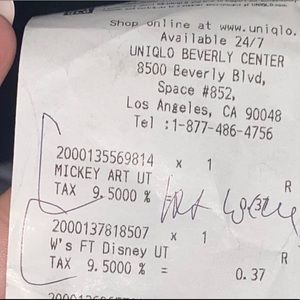 Shop online at www.uniqlo.
Available 24/7
UNIQLO BEVERLY CENTER
8500 Beverly Blvd,
Space #852,
Los Angeles, CA 90048
Tel :1-877-486-4756
2000135569814 x 1
R
MICKEY ART UT
TAX 9.5000 %
2000137818507 x 1
R
W's FT Disney UT
TAX 9.5000 % = 0.37